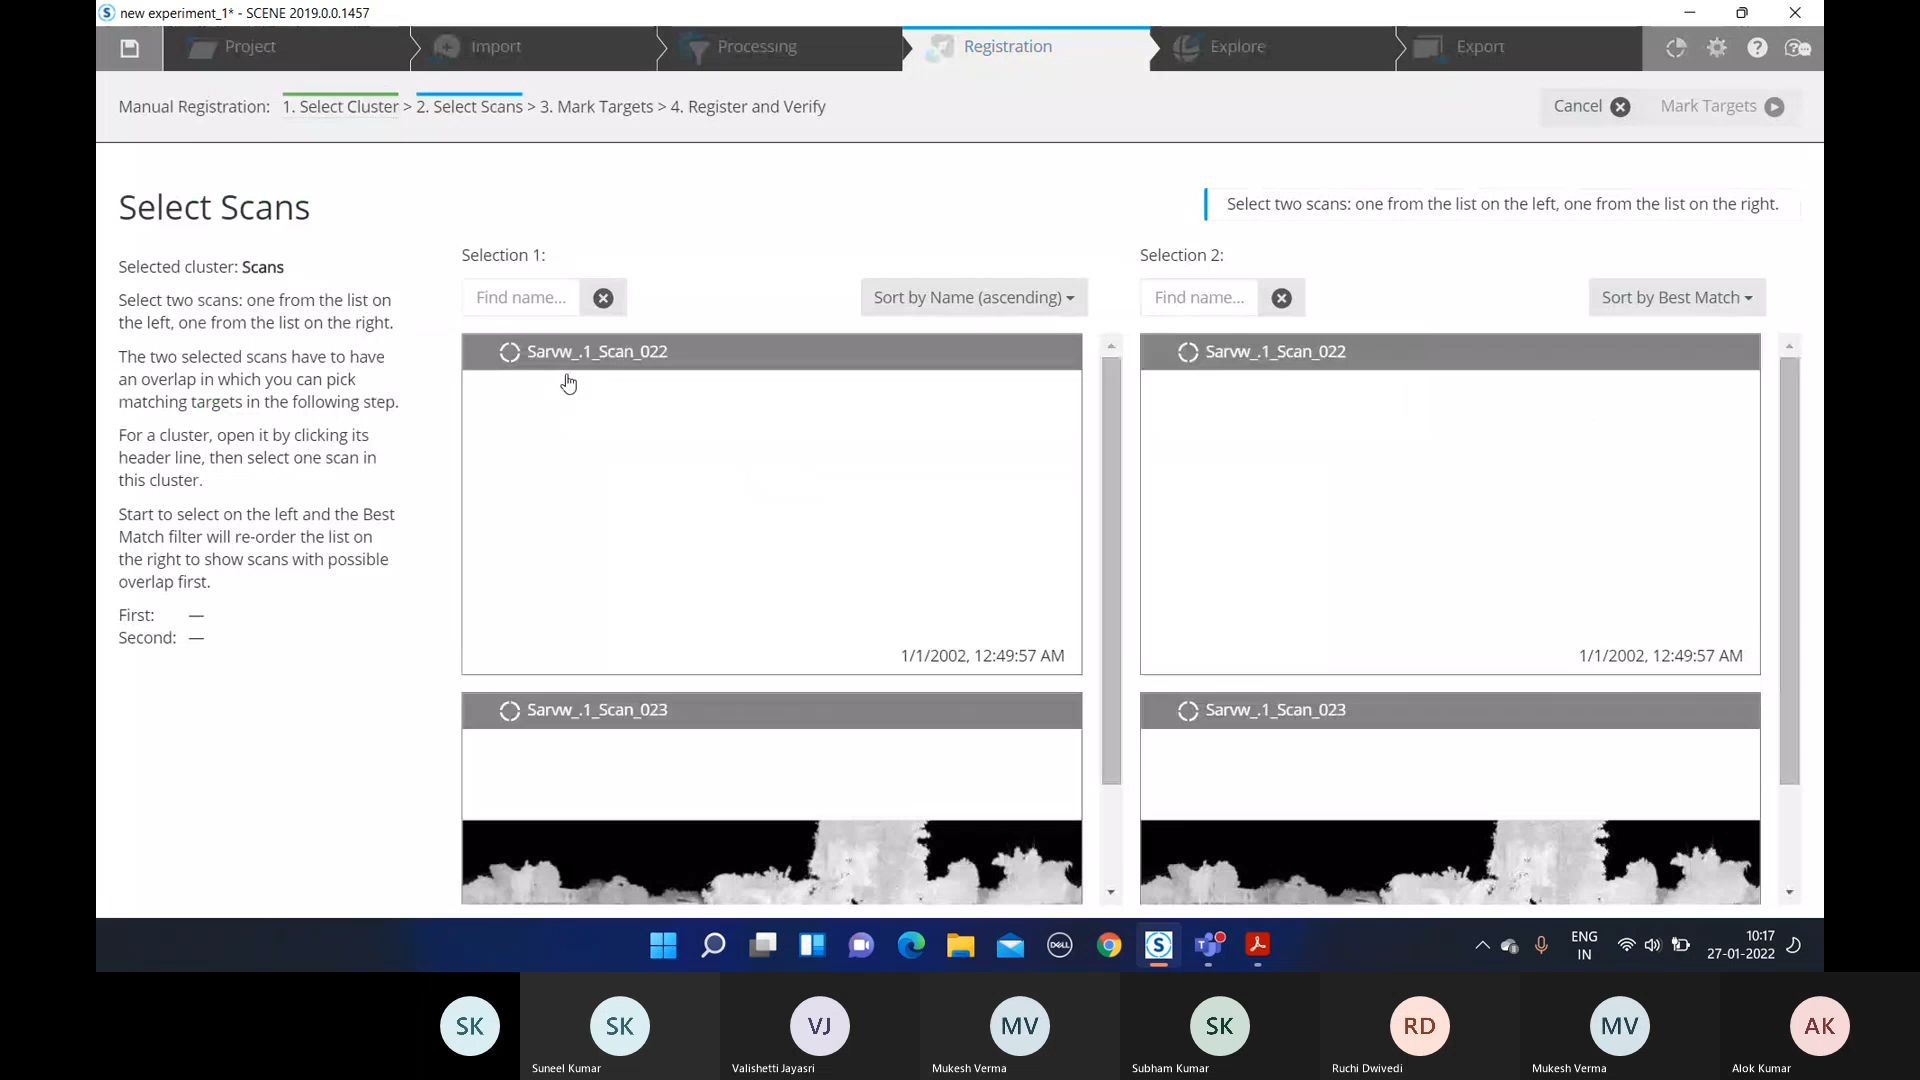 new experiment_1* - SCENE 2019.0.0.1457
Project
Import
Processing
Registration
Explore
Export
Manual Registration: 1. Select Cluster > 2. Select Scans > 3. Mark Targets > 4. Register and Verify
Cancel
Mark Targets
Select Scans
Select two scans: one from the list on the left, one from the list on the right.
Selected cluster: Scans
Select two scans: one from the list on
the left, one from the list on the right.
The two selected scans have to have
an overlap in which you can pick
matching targets in the following step.
For a cluster, open it by clicking its
header line, then select one scan in
this cluster.
Start to select on the left and the Best
Match filter will re-order the list on
the right to show scans with possible
overlap first.
First: —
Second: —
Selection 1:
Find name...
Sort by Name (ascending)
Sarvw_.1_Scan_022
1/1/2002, 12:49:57 AM
Sarvw_.1_Scan_023
Selection 2:
Find name...
Sort by Best Match
Sarvw_.1_Scan_022
1/1/2002, 12:49:57 AM
Sarvw_.1_Scan_023
DELL
S
ENG
IN
10:17
27-01-2022
SK
SK
VJ
MV
SK
RD
MV
AK
Suneel Kumar
Valishetti Jayasri
Mukesh Verma
Subham Kumar
Ruchi Dwivedi
Mukesh Verma
Alok Kumar